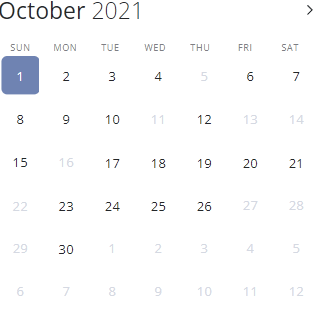 October 2021
SUN MON TUE WED THU FRI SAT
1 2 3 4 5 6 7
8 9 10 11 12 13 14
15 16 17 18 19 20 21
22 23 24 25 26 27 28
29 30 1 2 3 4 5
6 7 8 9 10 11 12